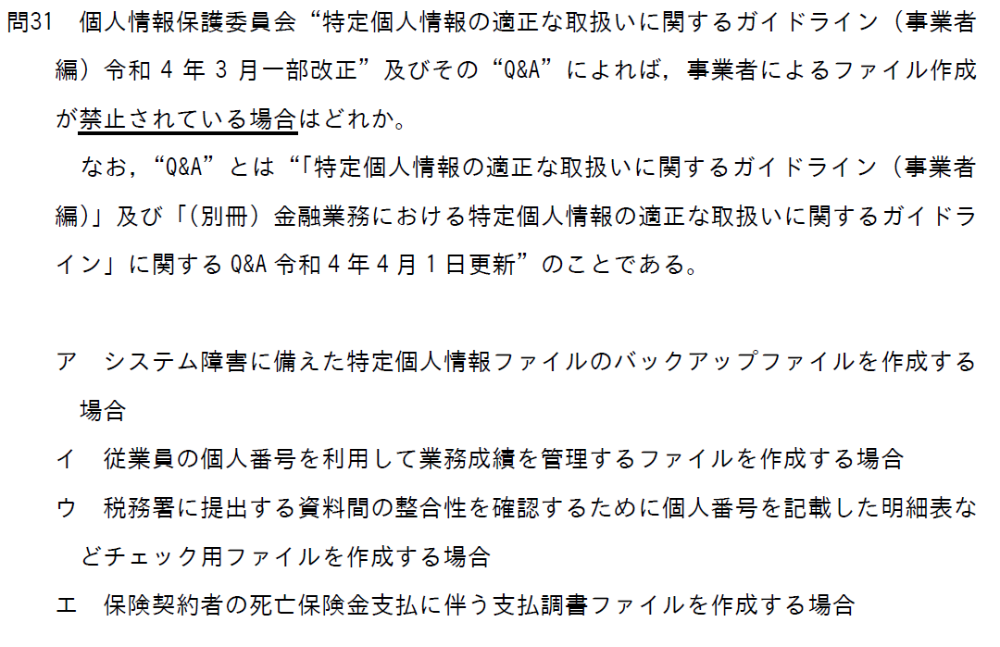 問31 個人情報保護委員会“特定個人情報の適正な取扱いに関するガイドライン（事業者
編）令和4年3月一部改正”及びその“Q&A”によれば，事業者によるファイル作成
が禁止されている場合はどれか。
なお，“Q&A”とは“「特定個人情報の適正な取扱いに関するガイドライン（事業者
編）」及び「（別冊）金融業務における特定個人情報の適正な取扱いに関するガイドラ
イン」に関するQ&A令和4年4月1日更新”のことである。
ア システム障害に備えた特定個人情報ファイルのバックアップファイルを作成する
場合
イ 従業員の個人番号を利用して業務成績を管理するファイルを作成する場合
ウ 税務署に提出する資料間の整合性を確認するために個人番号を記載した明細表な
どチェック用ファイルを作成する場合
エ 保険契約者の死亡保険金支払に伴う支払調書ファイルを作成する場合